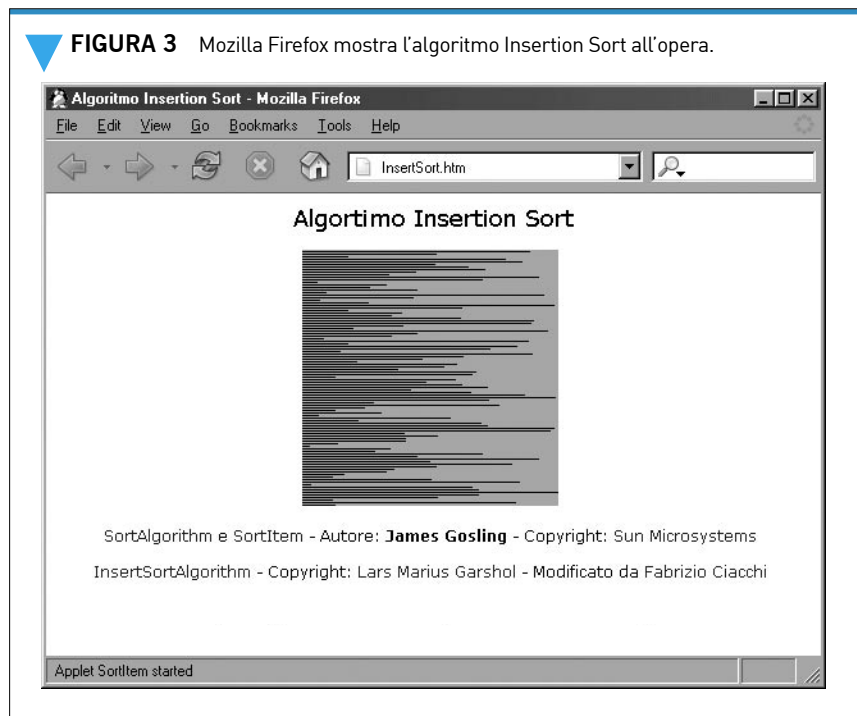 FIGURA 3 Mozilla Firefox mostra l'algoritmo Insertion Sort all'opera.
Algoritmo Insertion Sort - Mozilla Firefox
File Edit View Go Bookmarks Tools Help
InsertSort.htm
Algortimo Insertion Sort
SortAlgorithm e SortItem - Autore: James Gosling - Copyright: Sun Microsystems
InsertSortAlgorithm - Copyright: Lars Marius Garshol - Modificato da Fabrizio Ciacchi
Applet SortItem started